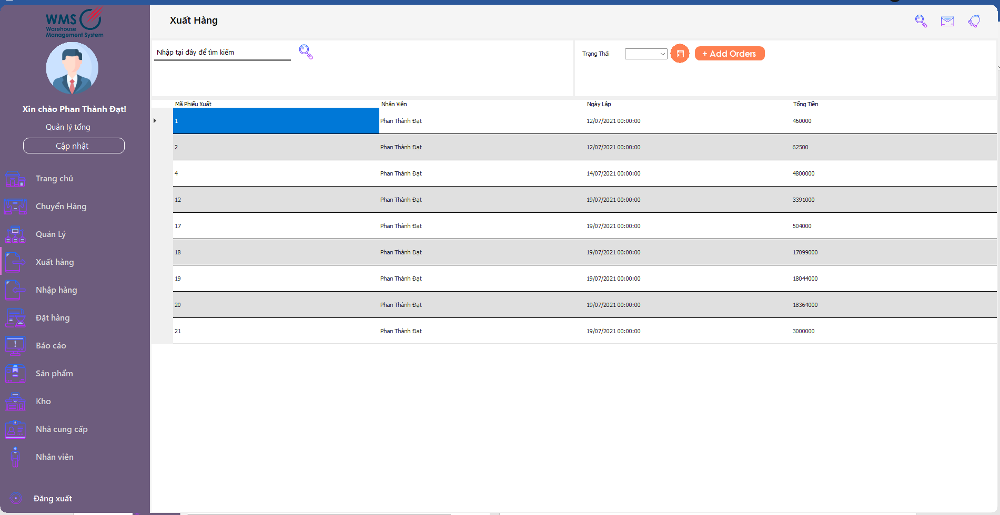 WMS
Warehouse
Management System
Xin chào Phan Thành Đạt!
Quản lý tổng
Cập nhật
Trang chủ
Chuyển Hàng
Quản Lý
Xuất hàng
Nhập hàng
Đặt hàng
Báo cáo
Sản phẩm
Kho
Nhà cung cấp
Nhân viên
Đăng xuất
Xuất Hàng
Nhập tại đây để tìm kiếm
Trạng Thái
+ Add Orders
Mã Phiếu Xuất Nhân Viên Ngày Lập Tổng Tiền
1 Phan Thành Đạt 12/07/2021 00:00:00 460000
2 Phan Thành Đạt 12/07/2021 00:00:00 62500
4 Phan Thành Đạt 14/07/2021 00:00:00 4800000
12 Phan Thành Đạt 19/07/2021 00:00:00 3391000
17 Phan Thành Đạt 19/07/2021 00:00:00 504000
18 Phan Thành Đạt 19/07/2021 00:00:00 17099000
19 Phan Thành Đạt 19/07/2021 00:00:00 18044000
20 Phan Thành Đạt 19/07/2021 00:00:00 18364000
21 Phan Thành Đạt 19/07/2021 00:00:00 3000000